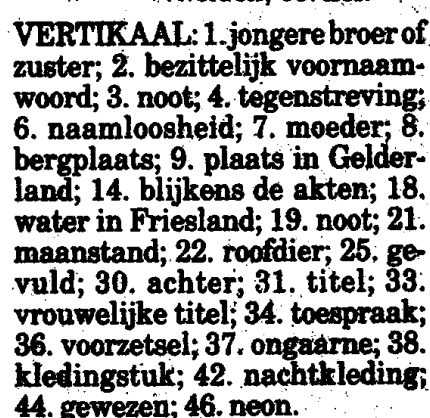 VERTIKAAL: 1. jongere broer of
zuster; 2. bezittelijk voornaam-
woord; 3. noot; 4. tegenstreving;
6. naamloosheid; 7. moeder; 8.
bergplaats; 9. plaats in Gelder-
land; 14. blijkens de akten; 18.
water in Friesland; 19. noot; 21.
maanstand; 22. roofdier; 25. ge-
vuld; 30. achter; 31. titel; 33.
vrouwelijke titel; 34. toespraak;
36. voorzetsel; 37. ongaarne; 38.
kledingstuk; 42. nachtkleding;
44. gewezen; 46. neon.